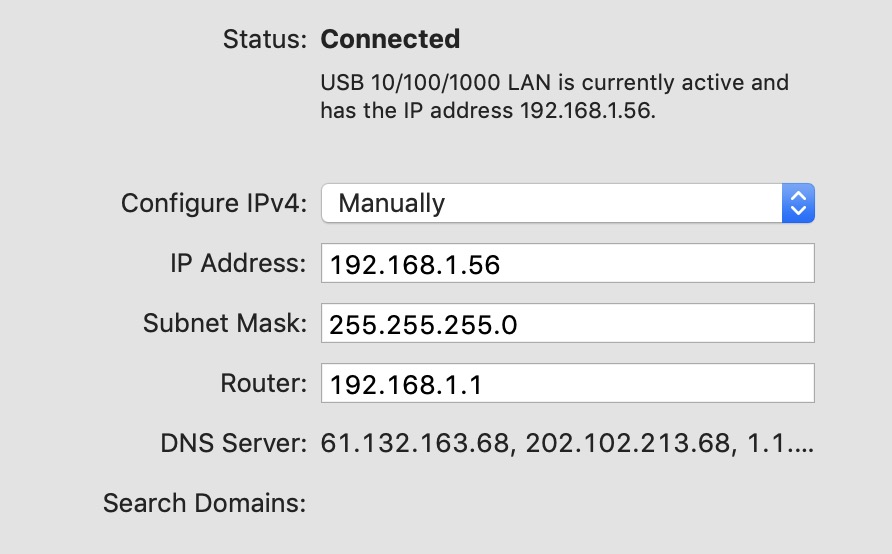 Status: Connected
USB 10/100/1000 LAN is currently active and
has the IP address 192.168.1.56.
Configure IPv4: Manually
IP Address: 192.168.1.56
Subnet Mask: 255.255.255.0
Router: 192.168.1.1
DNS Server: 61.132.163.68, 202.102.213.68, 1.1....
Search Domains: